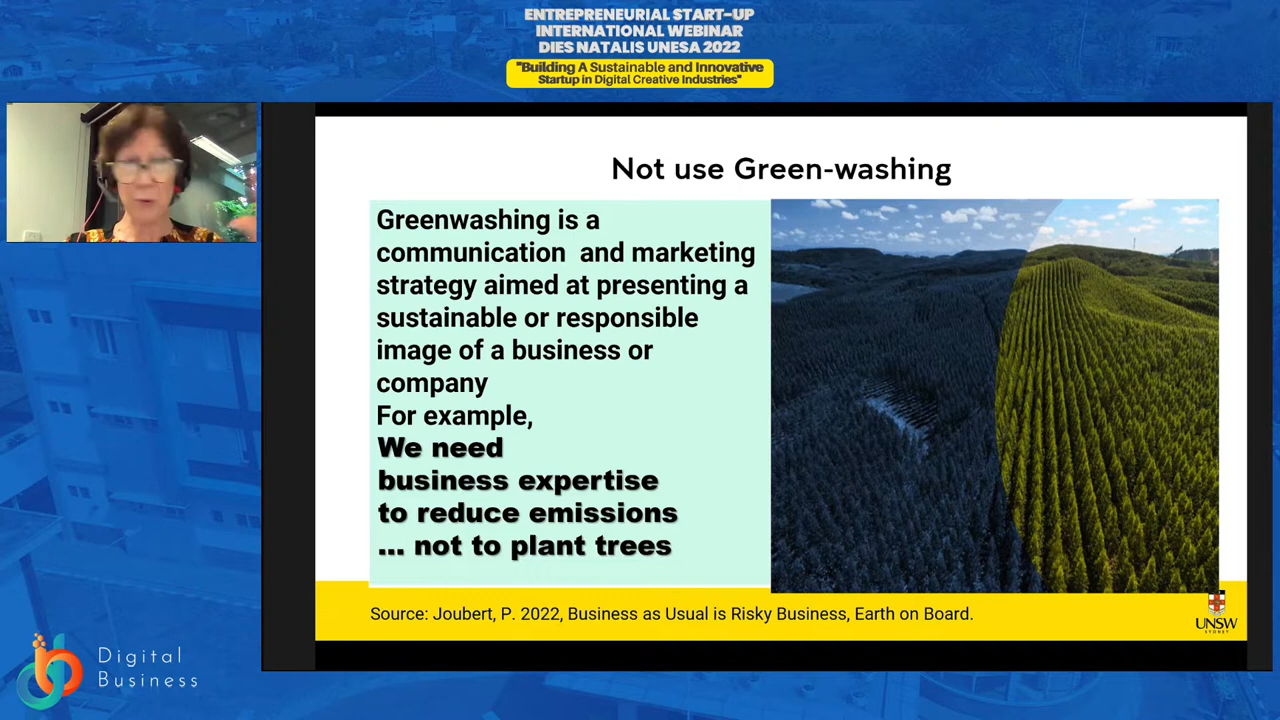 ENTREPRENEURIAL START-UP
INTERNATIONAL WEBINAR
DIES NATALIS UNESA 2022
"Building A Sustainable and Innovative
Startup in Digital Creative Industries"
Not use Green-washing
Greenwashing is a
communication and marketing
strategy aimed at presenting a
sustainable or responsible
image of a business or
company
For example,
We need
business expertise
to reduce emissions
... not to plant trees
Source: Joubert, P. 2022, Business as Usual is Risky Business, Earth on Board.
UNSW
SYDNEY
Digital
Business